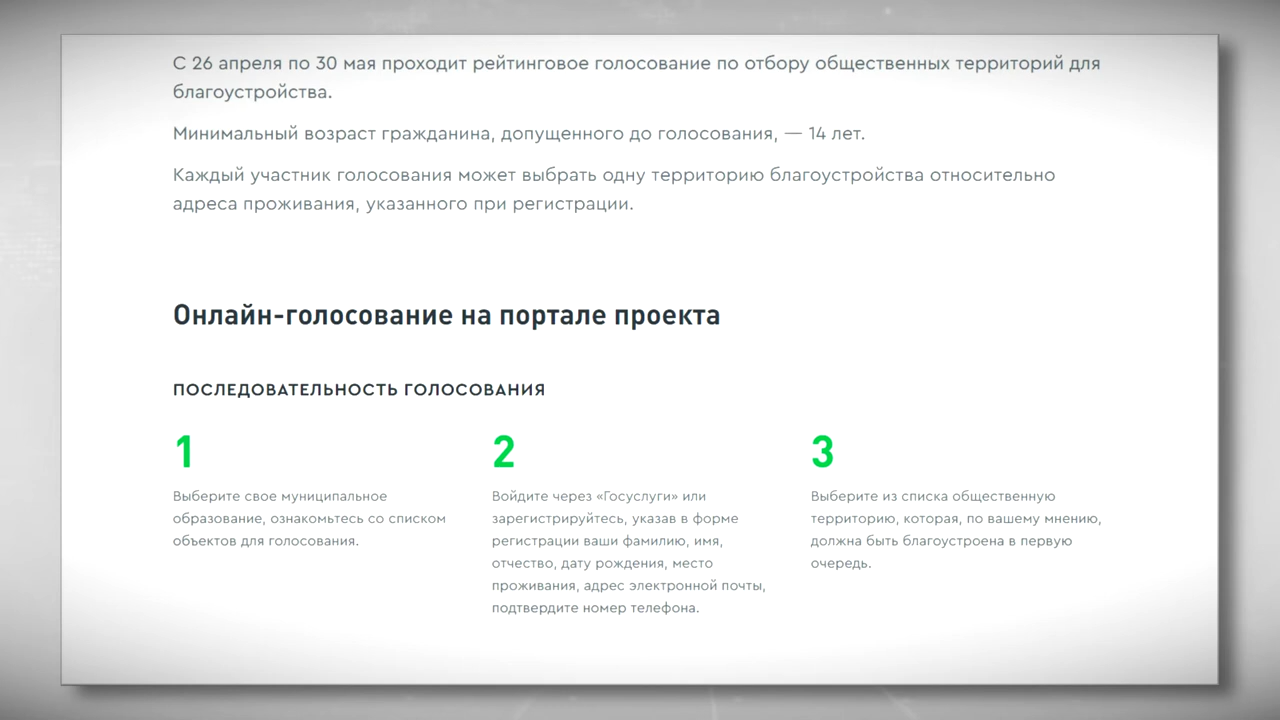 С 26 апреля по 30 мая проходит рейтинговое голосование по отбору общественных территорий для
благоустройства.
Минимальный возраст гражданина, допущенного до голосования, — 14 лет.
Каждый участник голосования может выбрать одну территорию благоустройства относительно
адреса проживания, указанного при регистрации.
Онлайн-голосование на портале проекта
ПОСЛЕДОВАТЕЛЬНОСТЬ ГОЛОСОВАНИЯ
1
Выберите свое муниципальное
образование, ознакомьтесь со списком
объектов для голосования.
2
Войдите через «Госуслуги» или
зарегистрируйтесь, указав в форме
регистрации ваши фамилию, имя,
отчество, дату рождения, место
проживания, адрес электронной почты,
подтвердите номер телефона.
3
Выберите из списка общественную
территорию, которая, по вашему мнению,
должна быть благоустроена в первую
очередь.